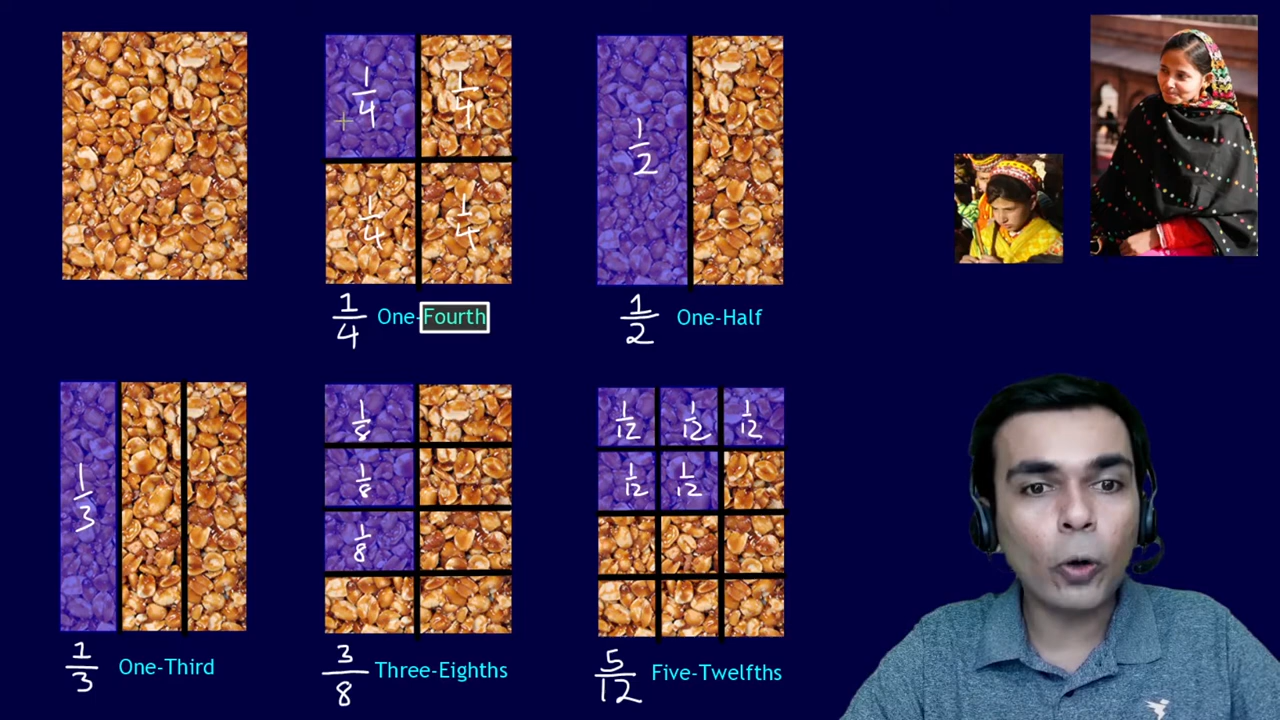 1/4 1/4
1/4 1/4
1/4 One-Fourth
1/2
1/2 One-Half
1/3
1/3 One-Third
1/8
1/8
1/8
3/8 Three-Eighths
1/12 1/12 1/12
1/12 1/12
5/12 Five-Twelfths